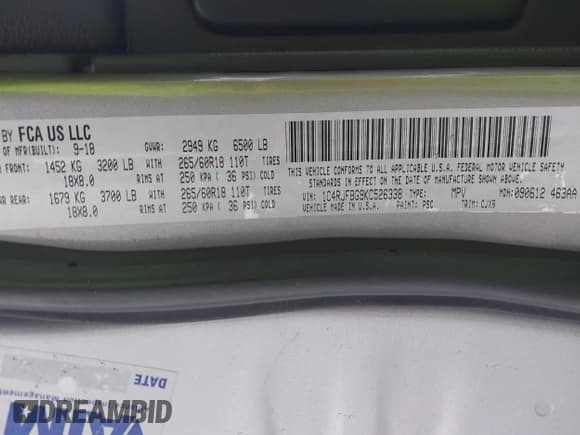 BY FCA US LLC
OF MFR(BUILT): 9-18 GVWR: 2949 KG 6500 LB
FRONT: 1452 KG 3200 LB WITH 265/60R18 110T TIRES
18X8.0 RIMS AT 250 KPA ( 36 PSI) COLD
REAR: 1679 KG 3700 LB WITH 265/60R18 110T TIRES
18X8.0 RIMS AT 250 KPA ( 36 PSI) COLD
THIS VEHICLE CONFORMS TO ALL APPLICABLE U.S.A. FEDERAL MOTOR VEHICLE SAFETY
STANDARDS IN EFFECT ON THE DATE OF MANUFACTURE SHOWN ABOVE.
VIN: 1C4RJFBG9KC526338 TYPE: MPV MDH: 090612 463AA
VEHICLE MADE IN U.S.A. PAINT: PSC TRIM: CJX9
DATE
Management
DREAMBID